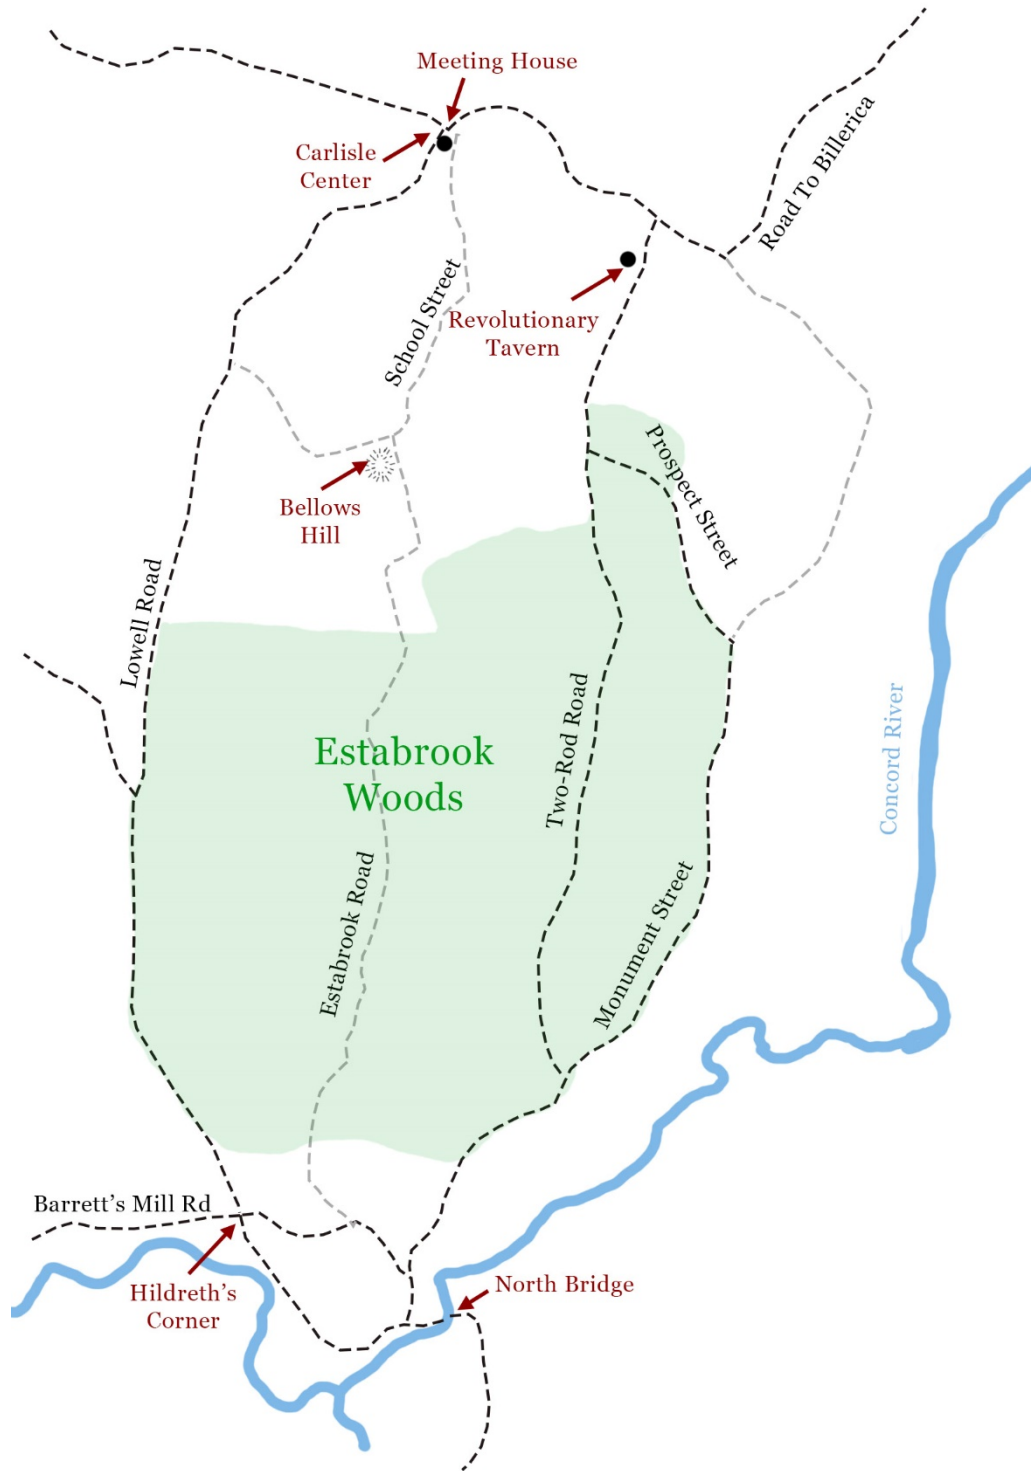 Meeting House
Carlisle
Center
Road To Billerica
School Street
Revolutionary
Tavern
Prospect Street
Bellows
Hill
Lowell Road
Estabrook
Woods
Two-Rod Road
Concord River
Estabrook Road
Monument Street
Barrett's Mill Rd
Hildreth's
Corner
North Bridge